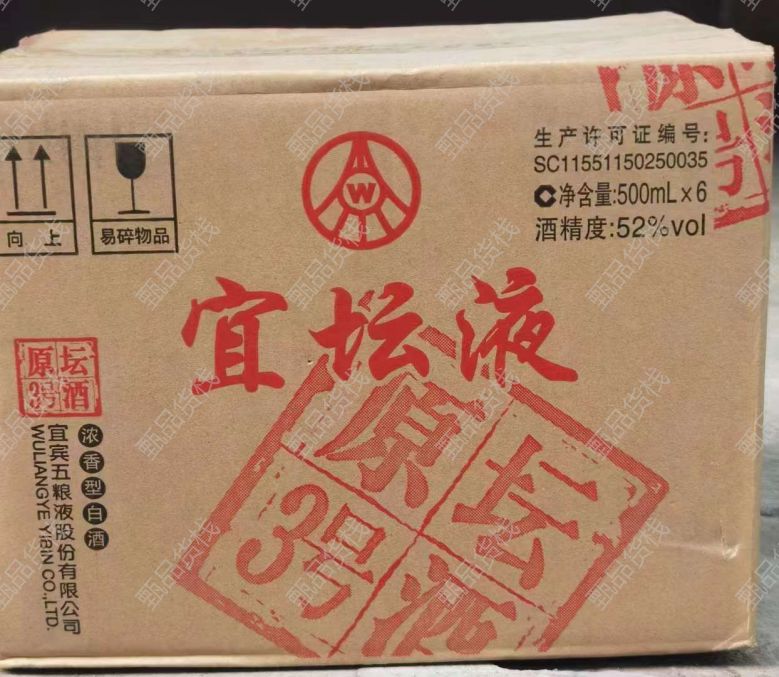 生产许可证编号:
SC11551150250035
净含量:500mL×6
酒精度:52%vol
向上
易碎物品
W
宜坛液
原坛
3号酒
浓香型白酒
宜宾五粮液股份有限公司
WULIANGYE YIBIN CO.,LTD.
原坛
3号酒
甄品货栈